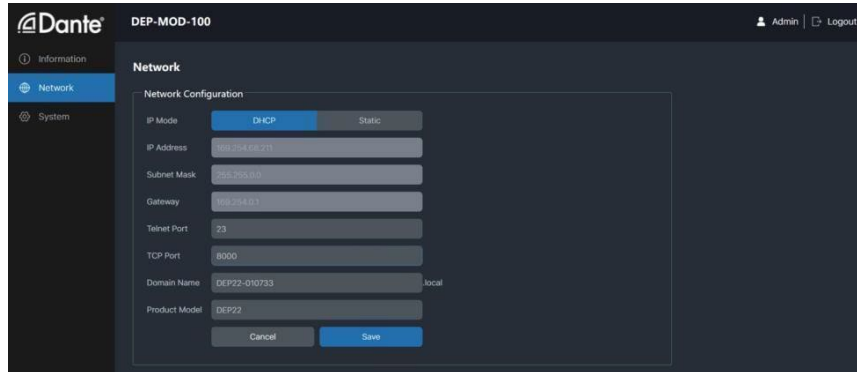 Dante®
DEP-MOD-100
Admin
Logout
Information
Network
System
Network
Network Configuration
IP Mode
DHCP
Static
IP Address
169.254.68.211
Subnet Mask
255.255.0.0
Gateway
169.254.0.1
Telnet Port
23
TCP Port
8000
Domain Name
DEP22-010733
.local
Product Model
DEP22
Cancel
Save